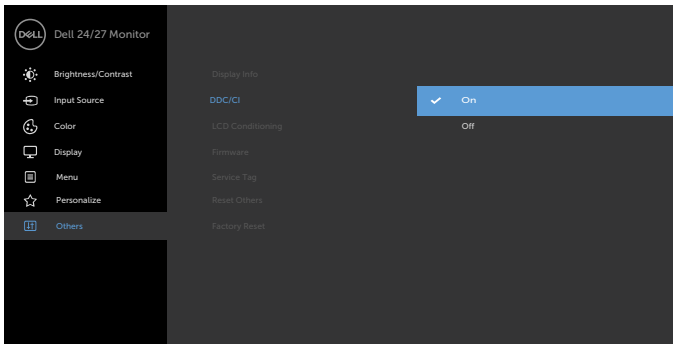 DELL Dell 24/27 Monitor
Brightness/Contrast
Input Source
Color
Display
Menu
Personalize
Others
Display Info
DDC/CI
LCD Conditioning
Firmware
Service Tag
Reset Others
Factory Reset
On
Off